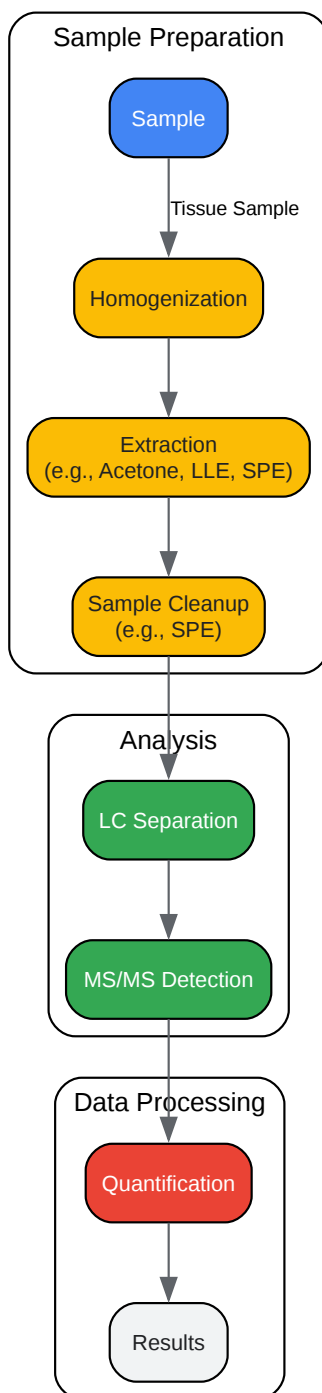 Sample Preparation
Sample
Tissue Sample
Homogenization
Extraction
(e.g., Acetone, LLE, SPE)
Sample Cleanup
(e.g., SPE)
Analysis
LC Separation
MS/MS Detection
Data Processing
Quantification
Results